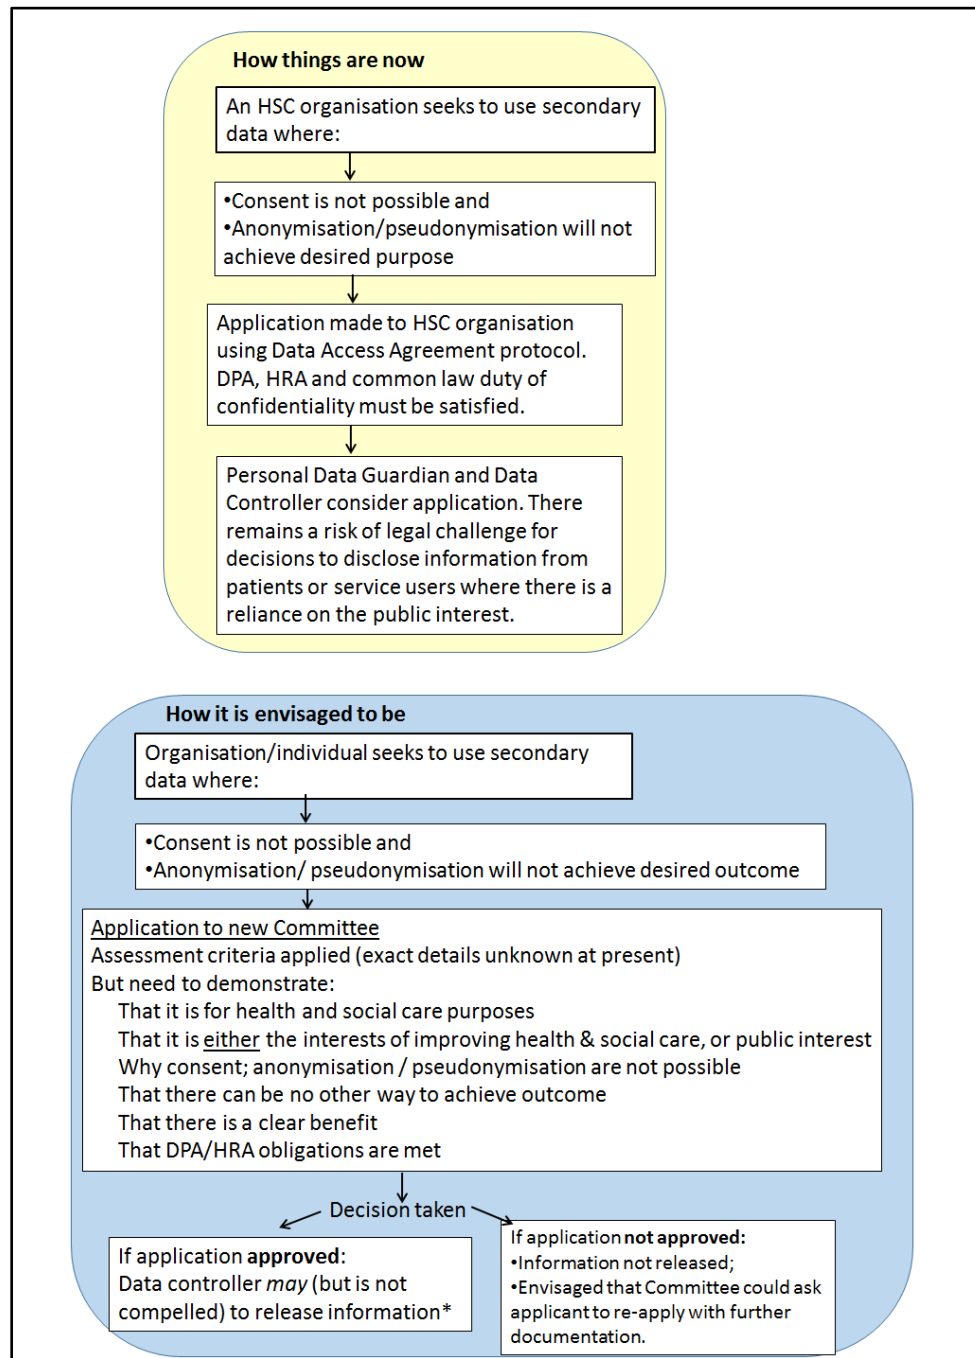 How things are now
An HSC organisation seeks to use secondary
data where:
•Consent is not possible and
•Anonymisation/pseudonymisation will not
achieve desired purpose
Application made to HSC organisation
using Data Access Agreement protocol.
DPA, HRA and common law duty of
confidentiality must be satisfied.
Personal Data Guardian and Data
Controller consider application. There
remains a risk of legal challenge for
decisions to disclose information from
patients or service users where there is a
reliance on the public interest.
How it is envisaged to be
Organisation/individual seeks to use secondary
data where:
•Consent is not possible and
•Anonymisation/ pseudonymisation will not achieve desired outcome
Application to new Committee
Assessment criteria applied (exact details unknown at present)
But need to demonstrate:
That it is for health and social care purposes
That it is either the interests of improving health & social care, or public interest
Why consent; anonymisation / pseudonymisation are not possible
That there can be no other way to achieve outcome
That there is a clear benefit
That DPA/HRA obligations are met
Decision taken
If application approved:
Data controller may (but is not
compelled) to release information*
If application not approved:
•Information not released;
•Envisaged that Committee could ask
applicant to re-apply with further
documentation.